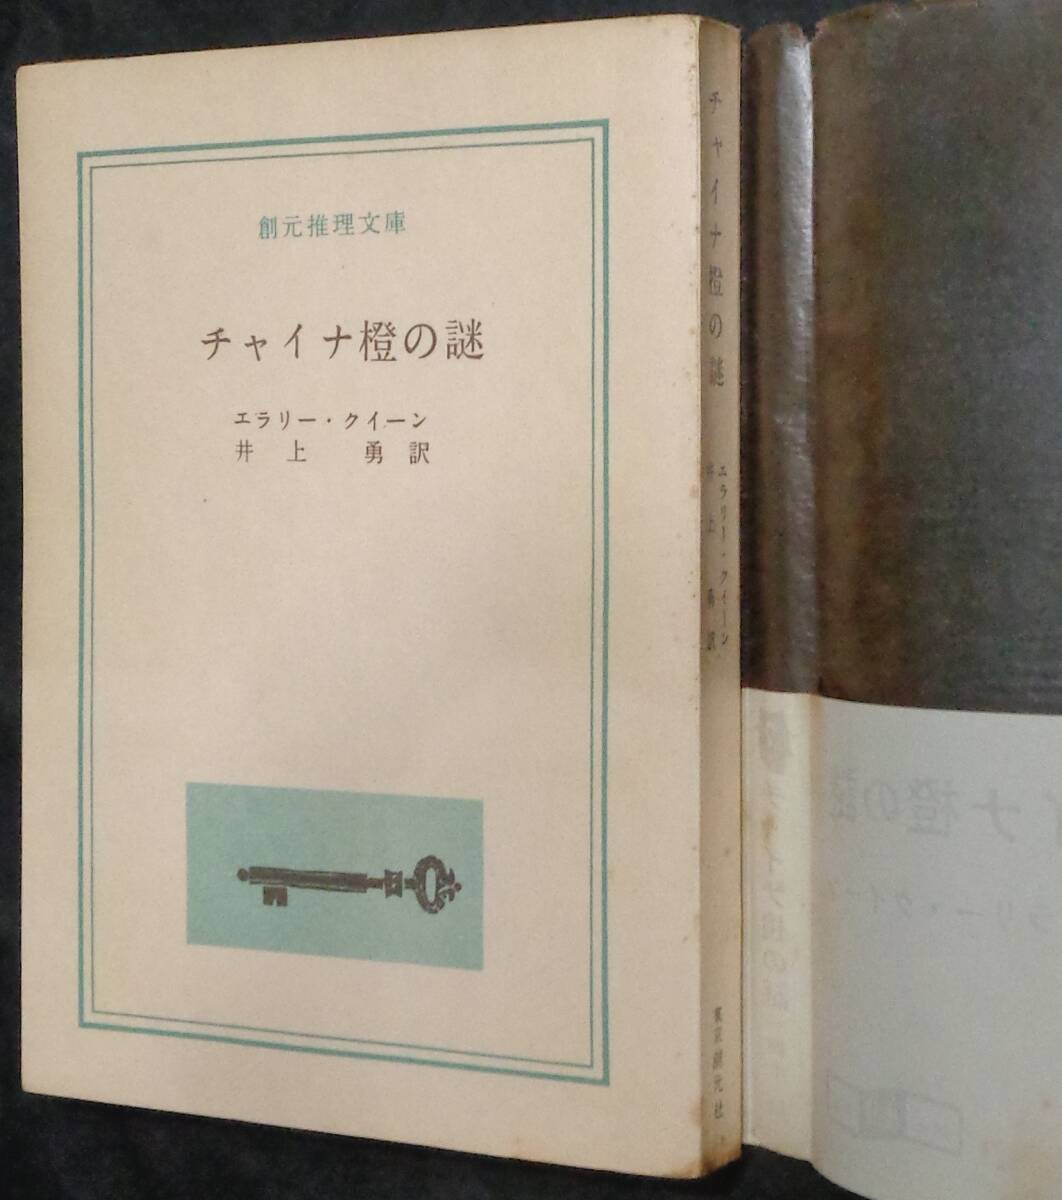 創元推理文庫
チャイナ橙の謎
エラリー・クイーン
井上 勇訳
チャイナ橙の謎
エラリー・クイーン
井上 勇訳
東京創元社